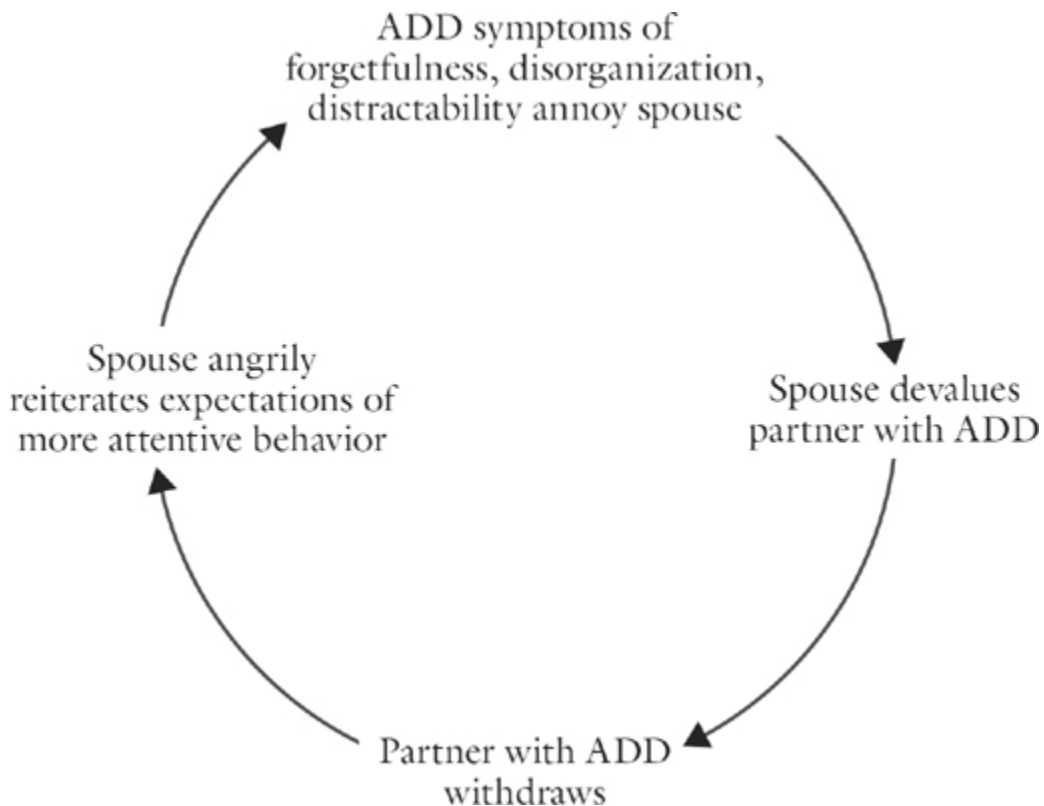 ADD symptoms of
forgetfulness, disorganization,
distractability annoy spouse
Spouse devalues
partner with ADD
Partner with ADD
withdraws
Spouse angrily
reiterates expectations of
more attentive behavior